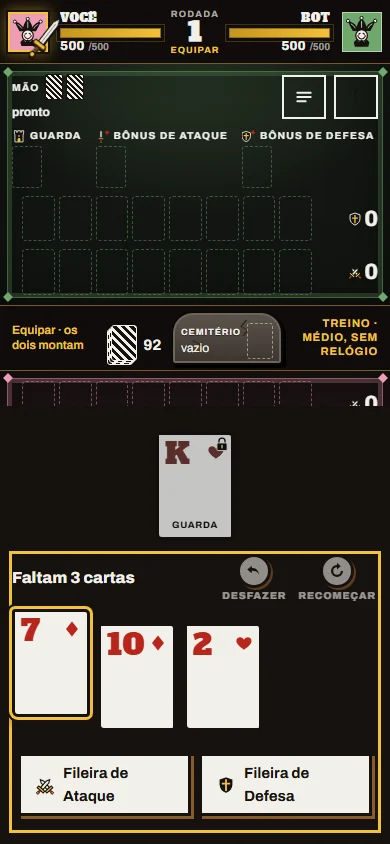 VOCÊ
500 /500
RODADA
1
EQUIPAR
BOT
500 /500
MÃO
pronto
GUARDA
BÔNUS DE ATAQUE
BÔNUS DE DEFESA
0
0
Equipar · os
dois montam
92
CEMITÉRIO
vazio
TREINO ·
MÉDIO, SEM
RELÓGIO
K
GUARDA
Faltam 3 cartas
DESFAZER
RECOMEÇAR
7
10
2
Fileira de
Ataque
Fileira de
Defesa